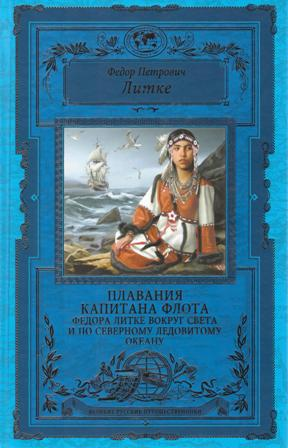 Федор Петрович
Литке
ПЛАВАНИЯ
КАПИТАНА ФЛОТА
ФЕДОРА ЛИТКЕ ВОКРУГ СВЕТА
И ПО СЕВЕРНОМУ ЛЕДОВИТОМУ
ОКЕАНУ
ВЕЛИКИЕ РУССКИЕ ПУТЕШЕСТВЕННИКИ